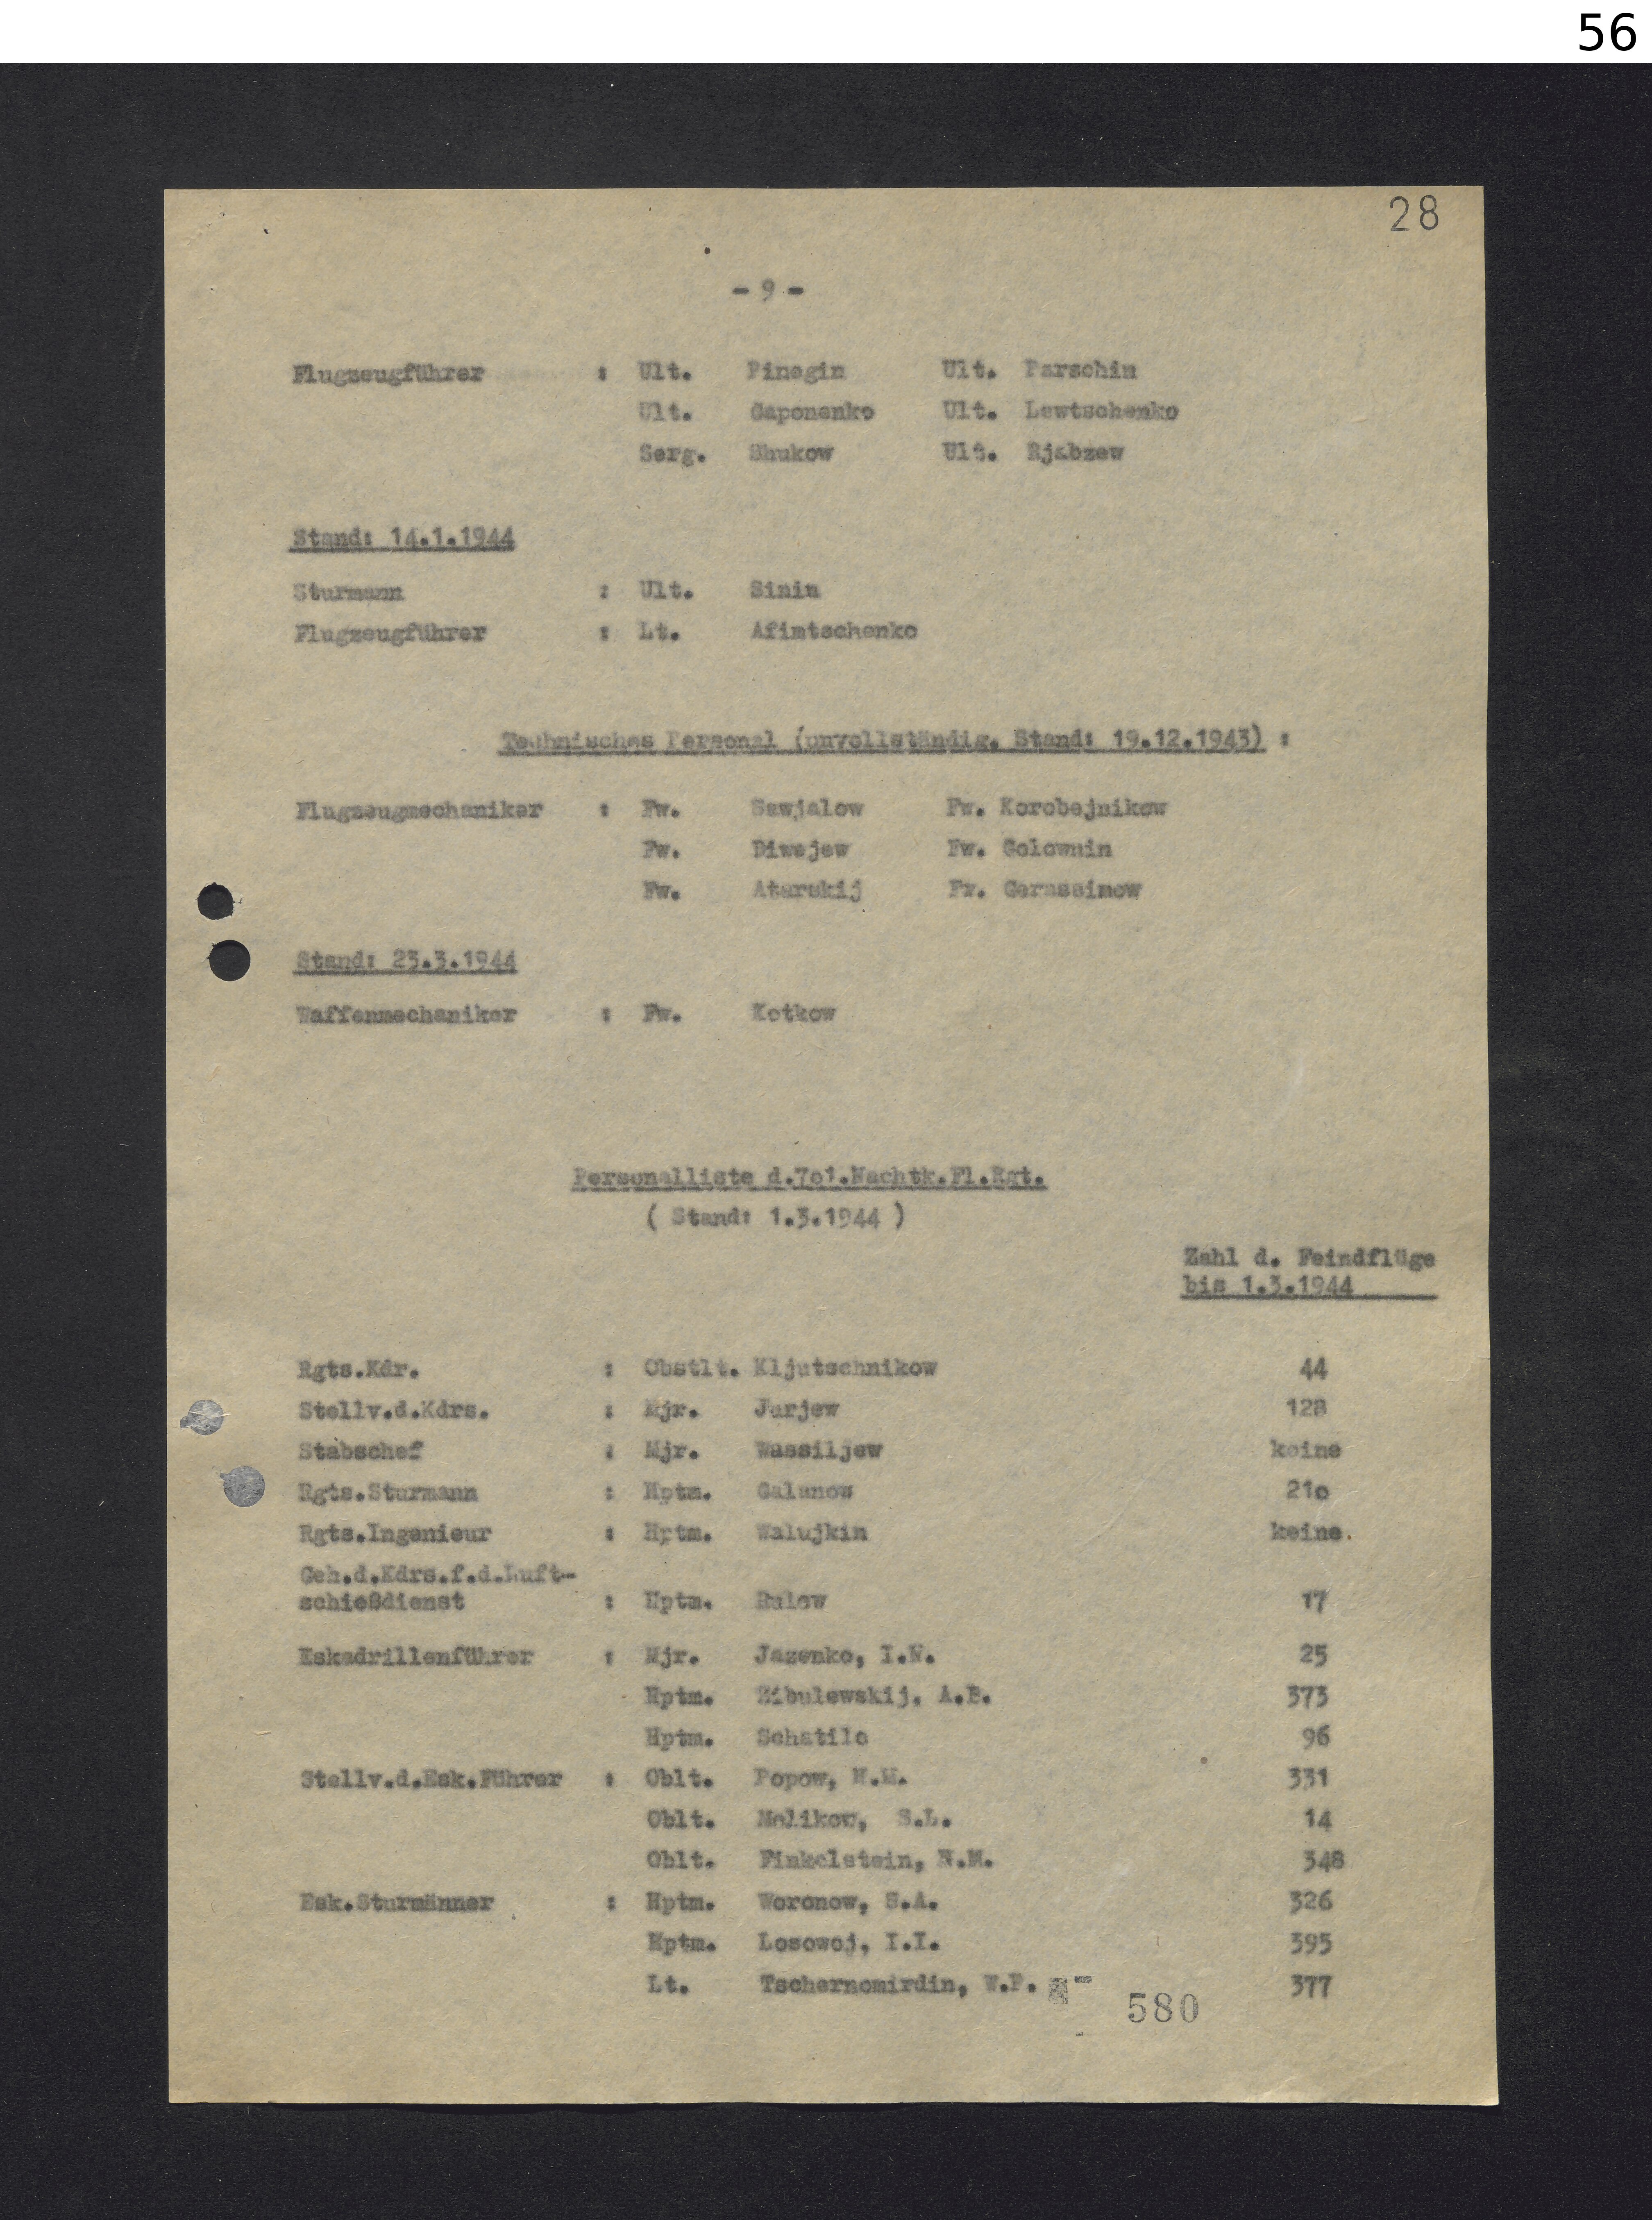 56
28
- 9 -
Flugzeugführer : Ult. Pinegin Ult. Parschin
Ult. Gaponenko Ult. Lewtschenko
Serg. Shukow Ult. Rjabzew
Stand: 14.1.1944
Sturmann : Ult. Sinin
Flugzeugführer : Lt. Afimtschenko
Technisches Personal (unvollständig. Stand: 19.12.1943) :
Flugzeugmechaniker : Fw. Sawjalow Fw. Korobejnikow
Fw. Diwejew Fw. Golownin
Fw. Atarskij Fw. Gerassimow
Stand: 23.3.1944
Waffenmechaniker : Fw. Kotkow
Personalliste d.7o1.Nachtk.Fl.Rgt.
( Stand: 1.3.1944 )
Zahl d. Feindflüge
bis 1.3.1944
Rgts.Kdr. : Obstlt. Kljutschnikow 44
Stellv.d.Kdrs. : Mjr. Jurjew 128
Stabschef : Mjr. Wassiljew keine
Rgts.Sturmann : Hptm. Galanow 21o
Rgts.Ingenieur : Hptm. Walujkin keine.
Geh.d.Kdrs.f.d.Luft-
schießdienst : Hptm. Ralow 17
Eskadrillenführer : Mjr. Jazenko, I.N. 25
Hptm. Zibulewskij, A.B. 373
Hptm. Schatilo 96
Stellv.d.Esk.Führer : Oblt. Popow, N.M. 331
Oblt. Melikow, S.L. 14
Oblt. Finkelstein, N.M. 348
Esk.Sturmänner : Hptm. Woronow, S.A. 326
Hptm. Losowoj, I.I. 395
Lt. Tschernomirdin, W.F. 377
580